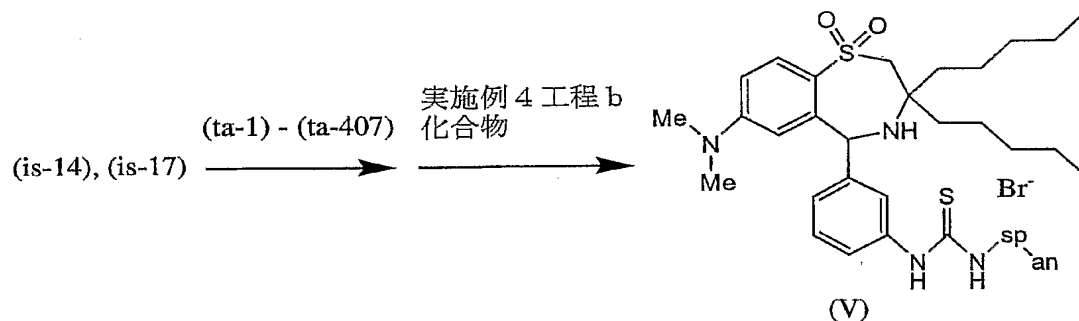 (is-14), (is-17)
(ta-1) - (ta-407)
実施例 4 工程 b
化合物
O O
S
NH
Me
N
Me
Br-
S
N
H
N
H
sp
an
(V)